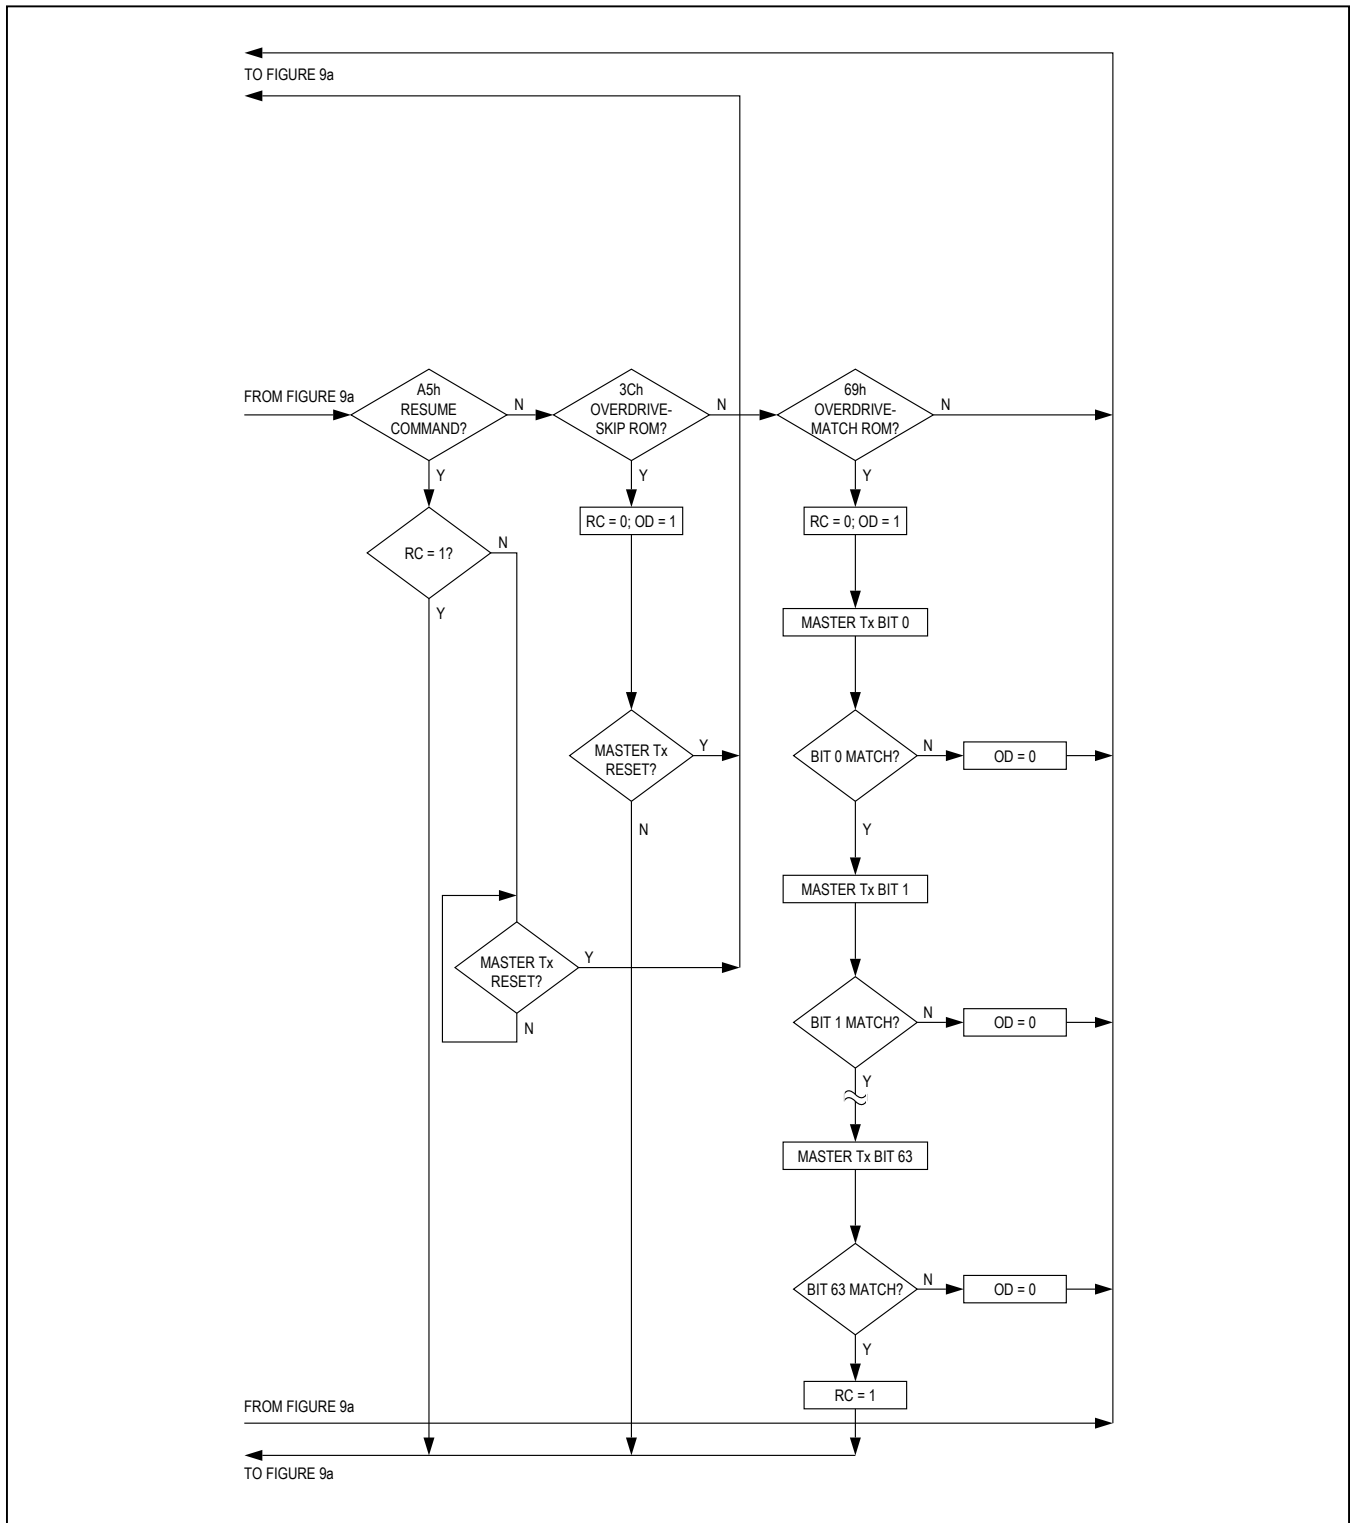 TO FIGURE 9a
FROM FIGURE 9a
A5h
RESUME
COMMAND?
N
3Ch
OVERDRIVE-
SKIP ROM?
N
69h
OVERDRIVE-
MATCH ROM?
N
Y
Y
Y
RC = 0; OD = 1
RC = 0; OD = 1
RC = 1?
N
Y
MASTER Tx BIT 0
MASTER Tx
RESET?
Y
N
BIT 0 MATCH?
N
OD = 0
Y
MASTER Tx BIT 1
MASTER Tx
RESET?
Y
N
BIT 1 MATCH?
N
OD = 0
Y
MASTER Tx BIT 63
BIT 63 MATCH?
N
OD = 0
Y
RC = 1
FROM FIGURE 9a
TO FIGURE 9a